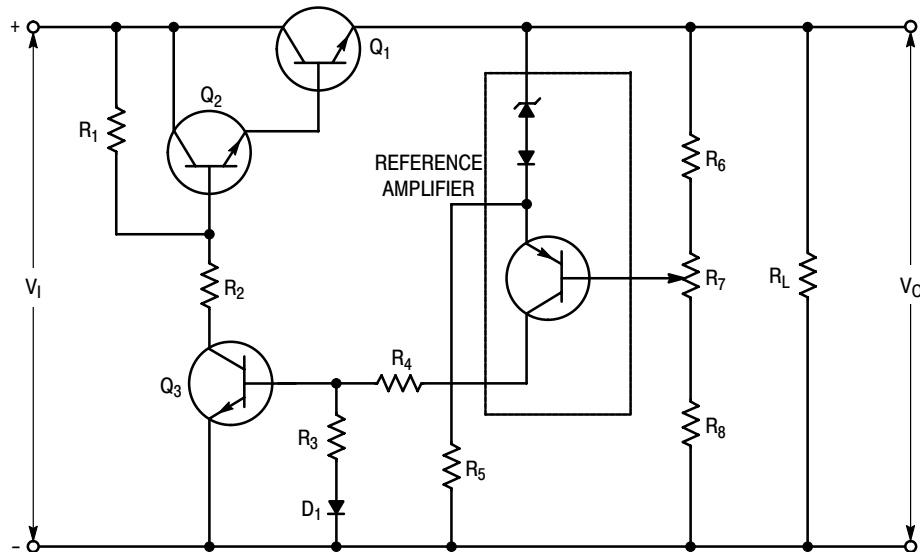 +
Q1
Q2
R1
REFERENCE
AMPLIFIER
R6
VI
R2
R7
RL
VO
R4
Q3
R3
R8
R5
D1
–